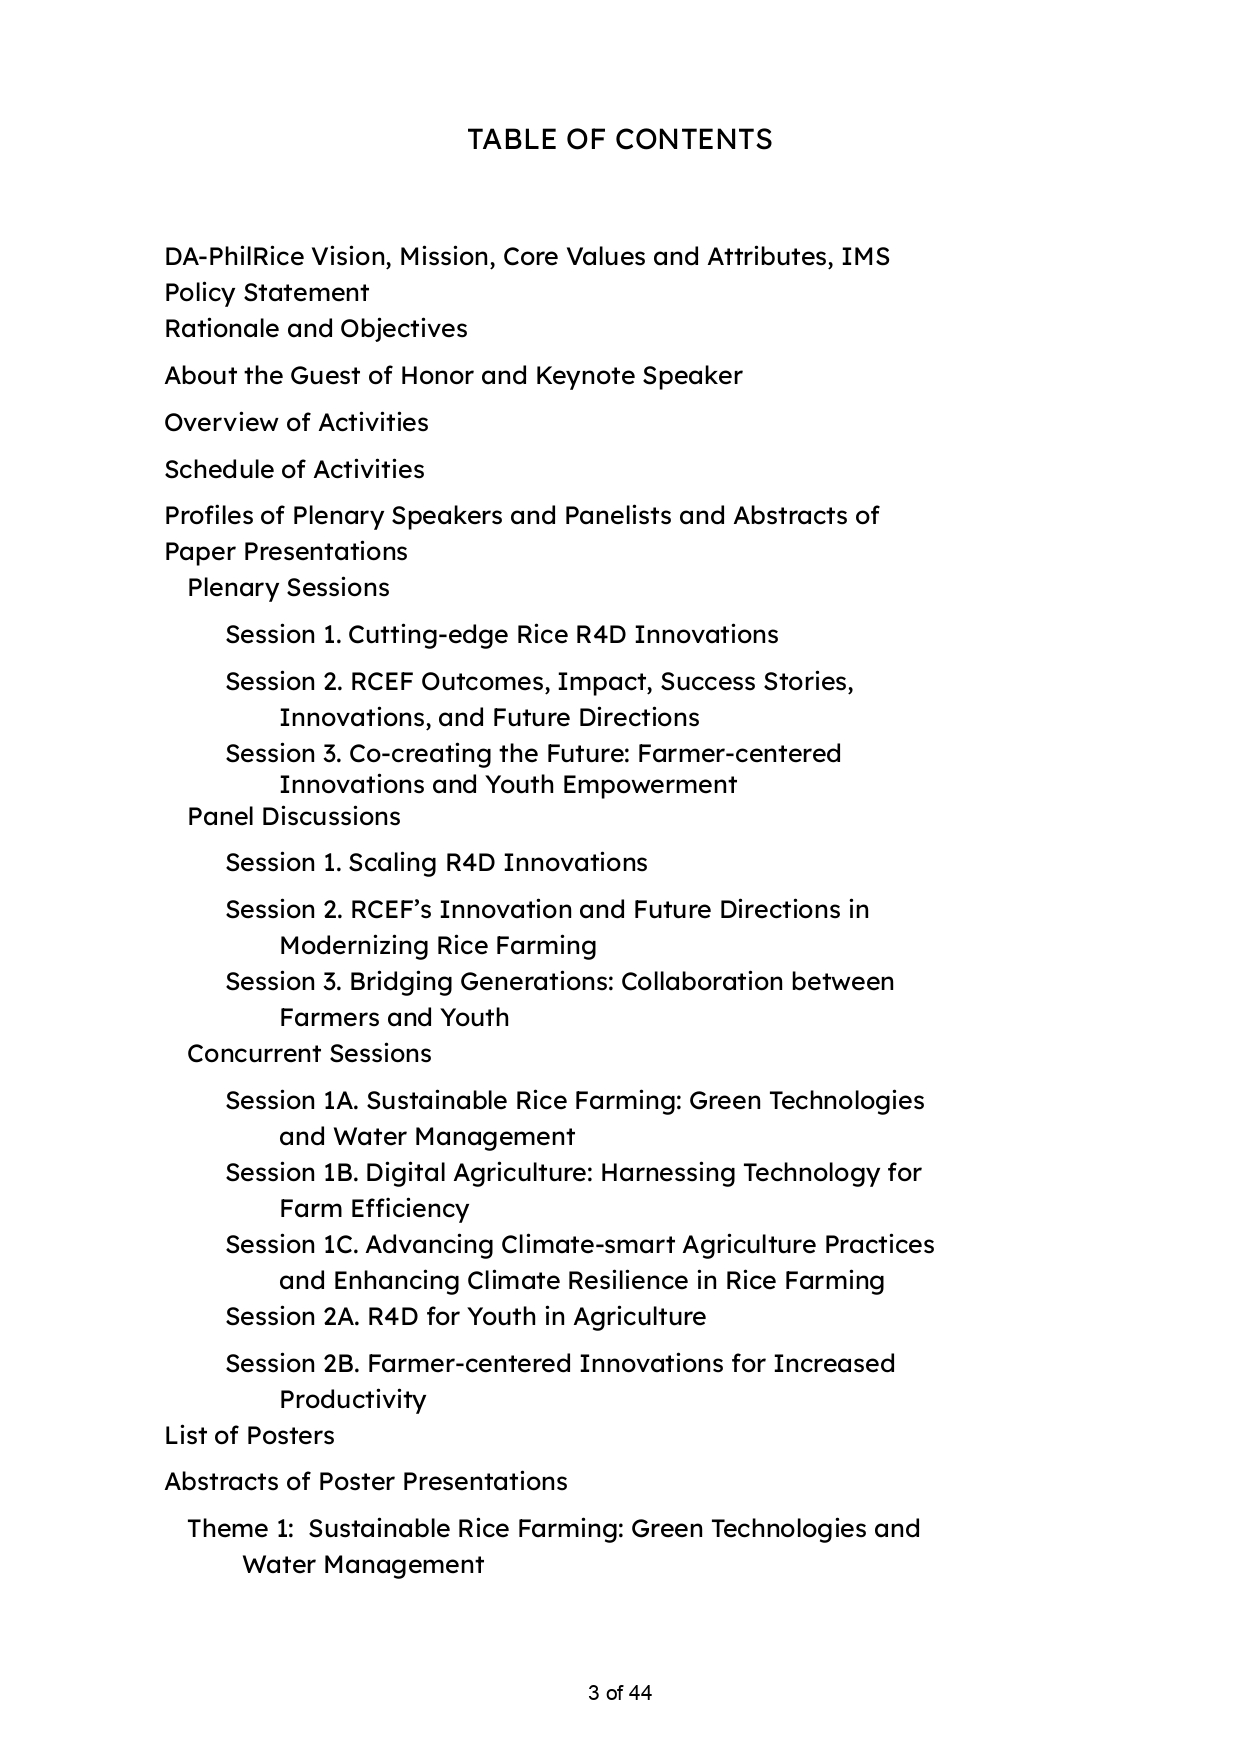 TABLE OF CONTENTS
DA-PhilRice Vision, Mission, Core Values and Attributes, IMS
Policy Statement
Rationale and Objectives
About the Guest of Honor and Keynote Speaker
Overview of Activities
Schedule of Activities
Profiles of Plenary Speakers and Panelists and Abstracts of
Paper Presentations
Plenary Sessions
Session 1. Cutting-edge Rice R4D Innovations
Session 2. RCEF Outcomes, Impact, Success Stories,
Innovations, and Future Directions
Session 3. Co-creating the Future: Farmer-centered
Innovations and Youth Empowerment
Panel Discussions
Session 1. Scaling R4D Innovations
Session 2. RCEF’s Innovation and Future Directions in
Modernizing Rice Farming
Session 3. Bridging Generations: Collaboration between
Farmers and Youth
Concurrent Sessions
Session 1A. Sustainable Rice Farming: Green Technologies
and Water Management
Session 1B. Digital Agriculture: Harnessing Technology for
Farm Efficiency
Session 1C. Advancing Climate-smart Agriculture Practices
and Enhancing Climate Resilience in Rice Farming
Session 2A. R4D for Youth in Agriculture
Session 2B. Farmer-centered Innovations for Increased
Productivity
List of Posters
Abstracts of Poster Presentations
Theme 1:  Sustainable Rice Farming: Green Technologies and
Water Management
3 of 44